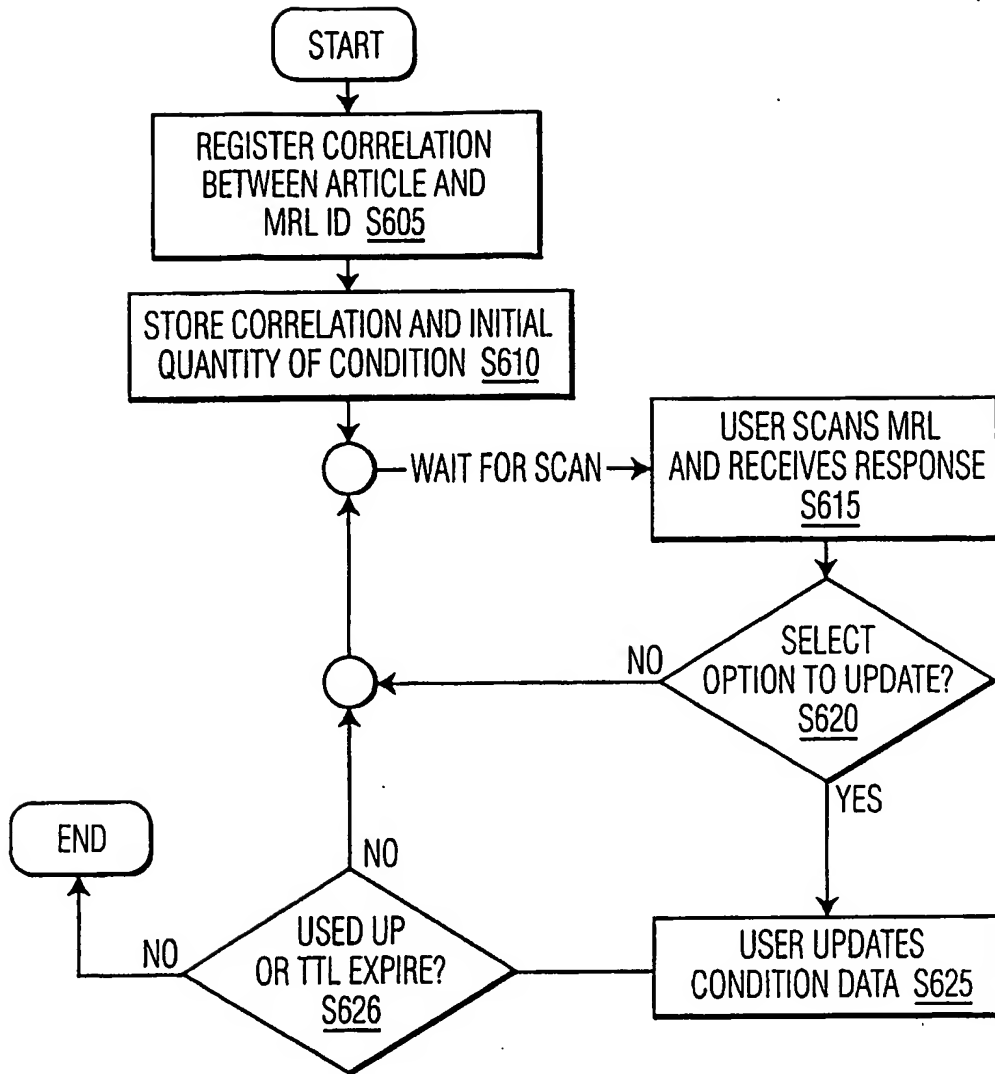 START
REGISTER CORRELATION
BETWEEN ARTICLE AND
MRL ID S605
STORE CORRELATION AND INITIAL
QUANTITY OF CONDITION S610
WAIT FOR SCAN
USER SCANS MRL
AND RECEIVES RESPONSE
S615
SELECT
OPTION TO UPDATE?
S620
NO
YES
USER UPDATES
CONDITION DATA S625
USED UP
OR TTL EXPIRE?
S626
NO
NO
END